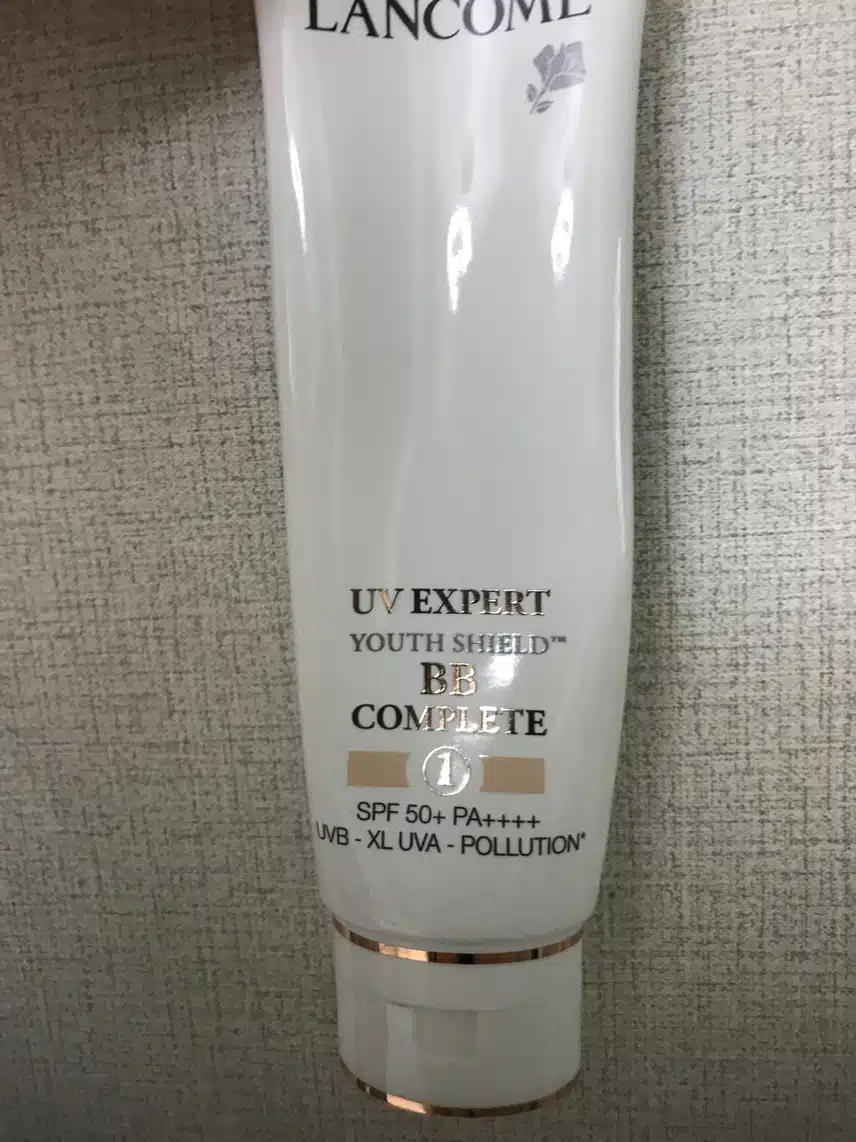 LANCOME
UV EXPERT
YOUTH SHIELD™
BB
COMPLETE
1
SPF 50+ PA++++
UVB - XL UVA - POLLUTION*